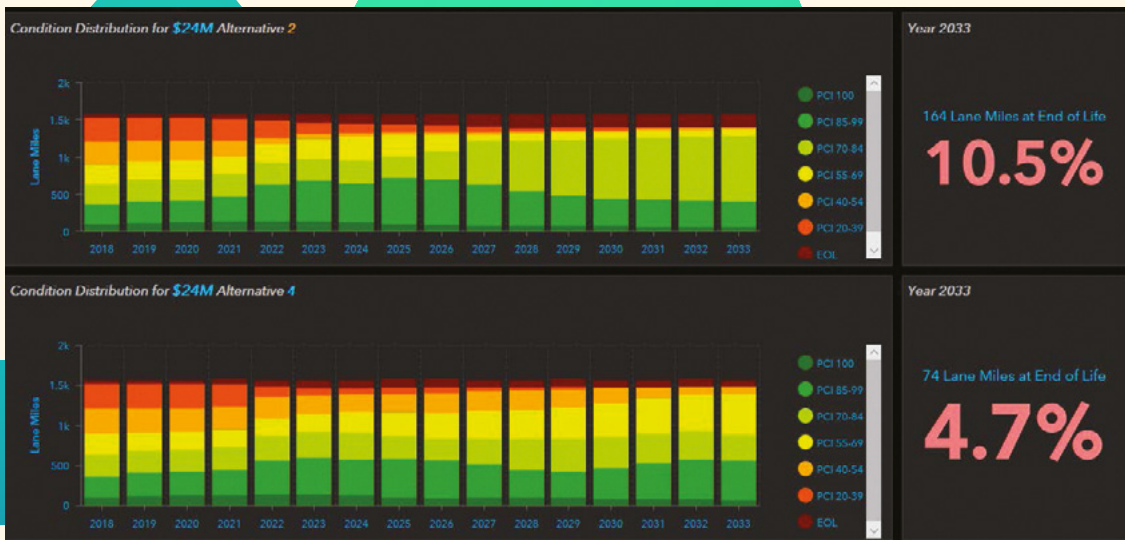 Condition Distribution for $24M Alternative 2
Lane Miles
2k
1.5k
1k
500
0
2018 2019 2020 2021 2022 2023 2024 2025 2026 2027 2028 2029 2030 2031 2032 2033
PCI 100
PCI 85-99
PCI 70-84
PCI 55-69
PCI 40-54
PCI 20-39
EOL
Year 2033
164 Lane Miles at End of Life
10.5%
Condition Distribution for $24M Alternative 4
Lane Miles
2k
1.5k
1k
500
0
2018 2019 2020 2021 2022 2023 2024 2025 2026 2027 2028 2029 2030 2031 2032 2033
PCI 100
PCI 85-99
PCI 70-84
PCI 55-69
PCI 40-54
PCI 20-39
EOL
Year 2033
74 Lane Miles at End of Life
4.7%